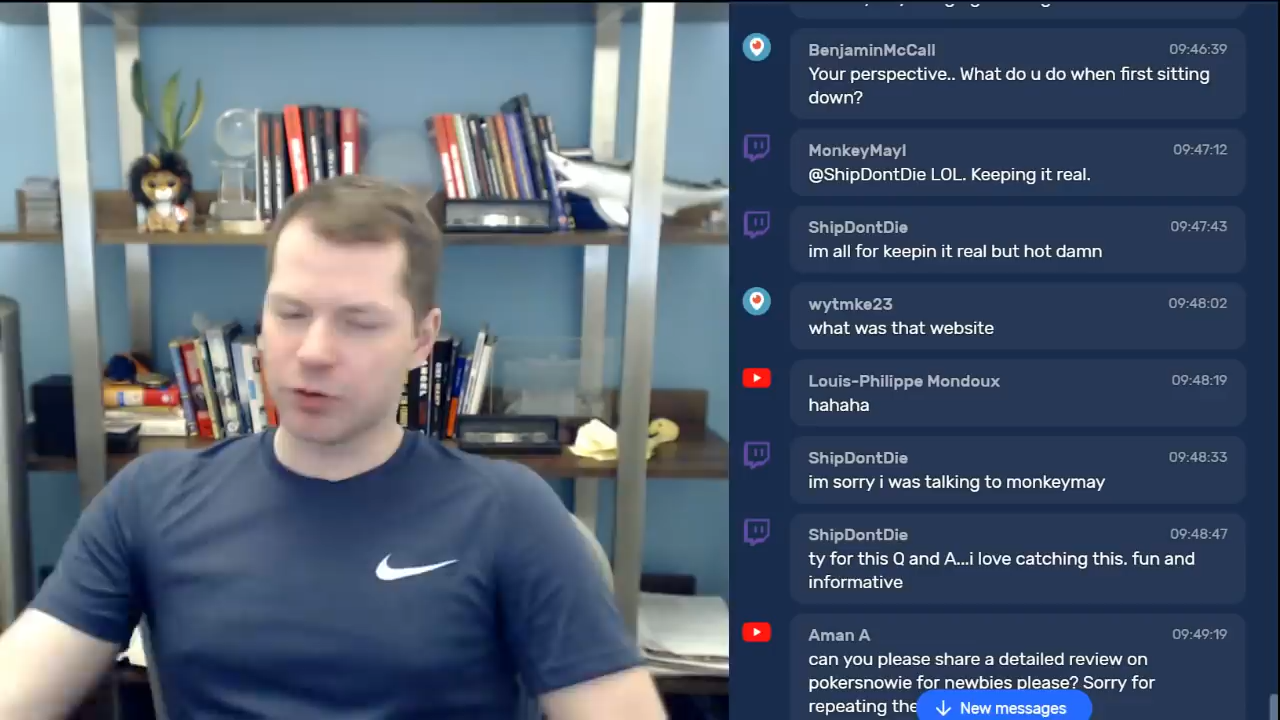 BenjaminMcCall 09:46:39
Your perspective.. What do u do when first sitting
down?
MonkeyMayI 09:47:12
@ShipDontDie LOL. Keeping it real.
ShipDontDie 09:47:43
im all for keepin it real but hot damn
wytmke23 09:48:02
what was that website
Louis-Philippe Mondoux 09:48:19
hahaha
ShipDontDie 09:48:33
im sorry i was talking to monkeymay
ShipDontDie 09:48:47
ty for this Q and A...i love catching this. fun and
informative
Aman A 09:49:19
can you please share a detailed review on
pokersnowie for newbies please? Sorry for
repeating the
New messages